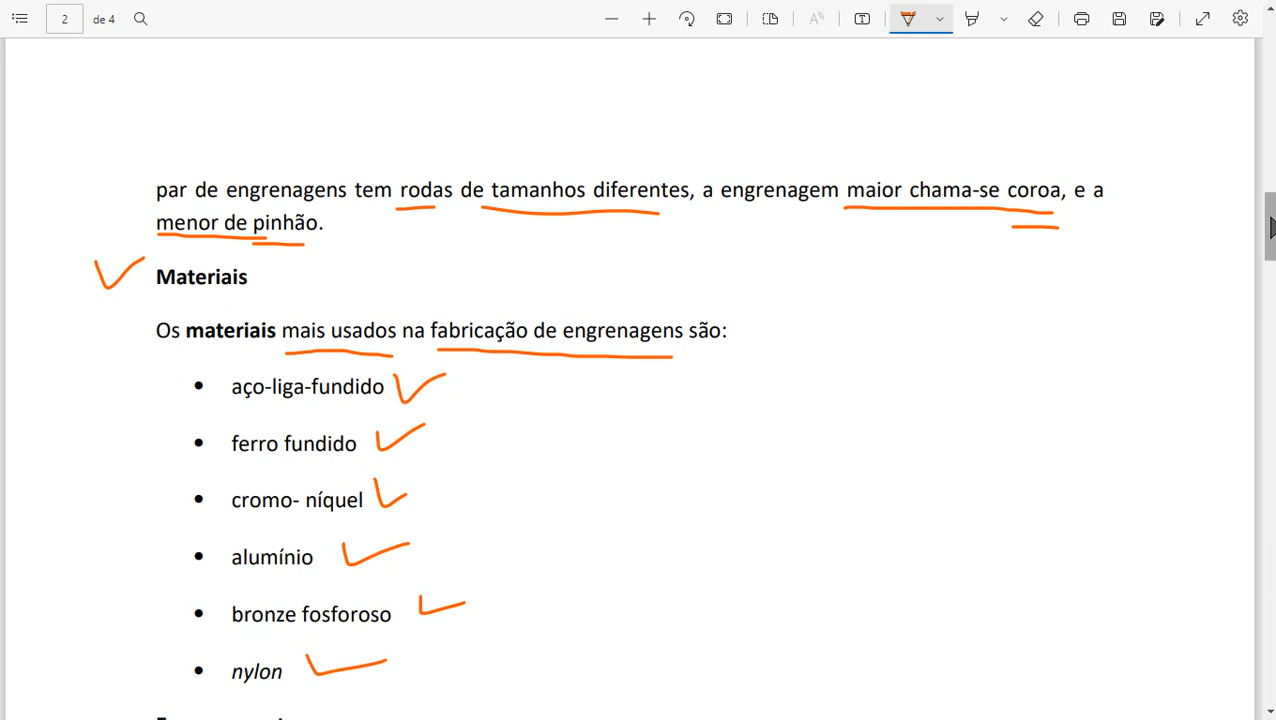 2
de 4
par de engrenagens tem rodas de tamanhos diferentes, a engrenagem maior chama-se coroa, e a
menor de pinhão.
Materiais
Os materiais mais usados na fabricação de engrenagens são:
• aço-liga-fundido
• ferro fundido
• cromo- níquel
• alumínio
• bronze fosforoso
• nylon